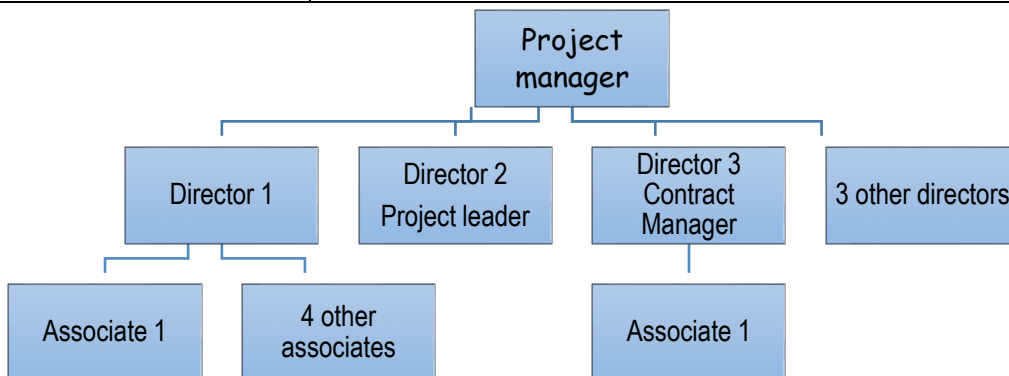 Project
manager
Director 1
Director 2
Project leader
Director 3
Contract
Manager
3 other directors
Associate 1
4 other
associates
Associate 1